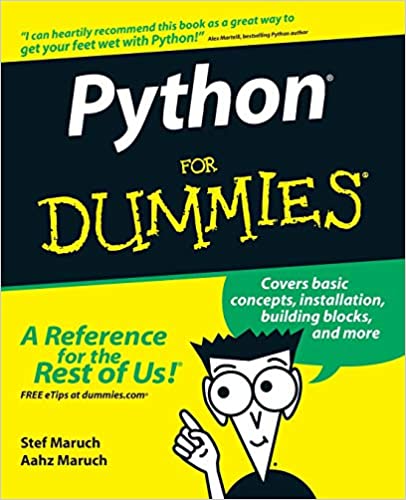 “I can heartily recommend this book as a great way to
get your feet wet with Python!” Alex Martelli, bestselling Python author
Python®
FOR
DUMMIES®
Covers basic
concepts, installation,
building blocks,
and more
A Reference
for the
Rest of Us!®
FREE eTips at dummies.com®
Stef Maruch
Aahz Maruch